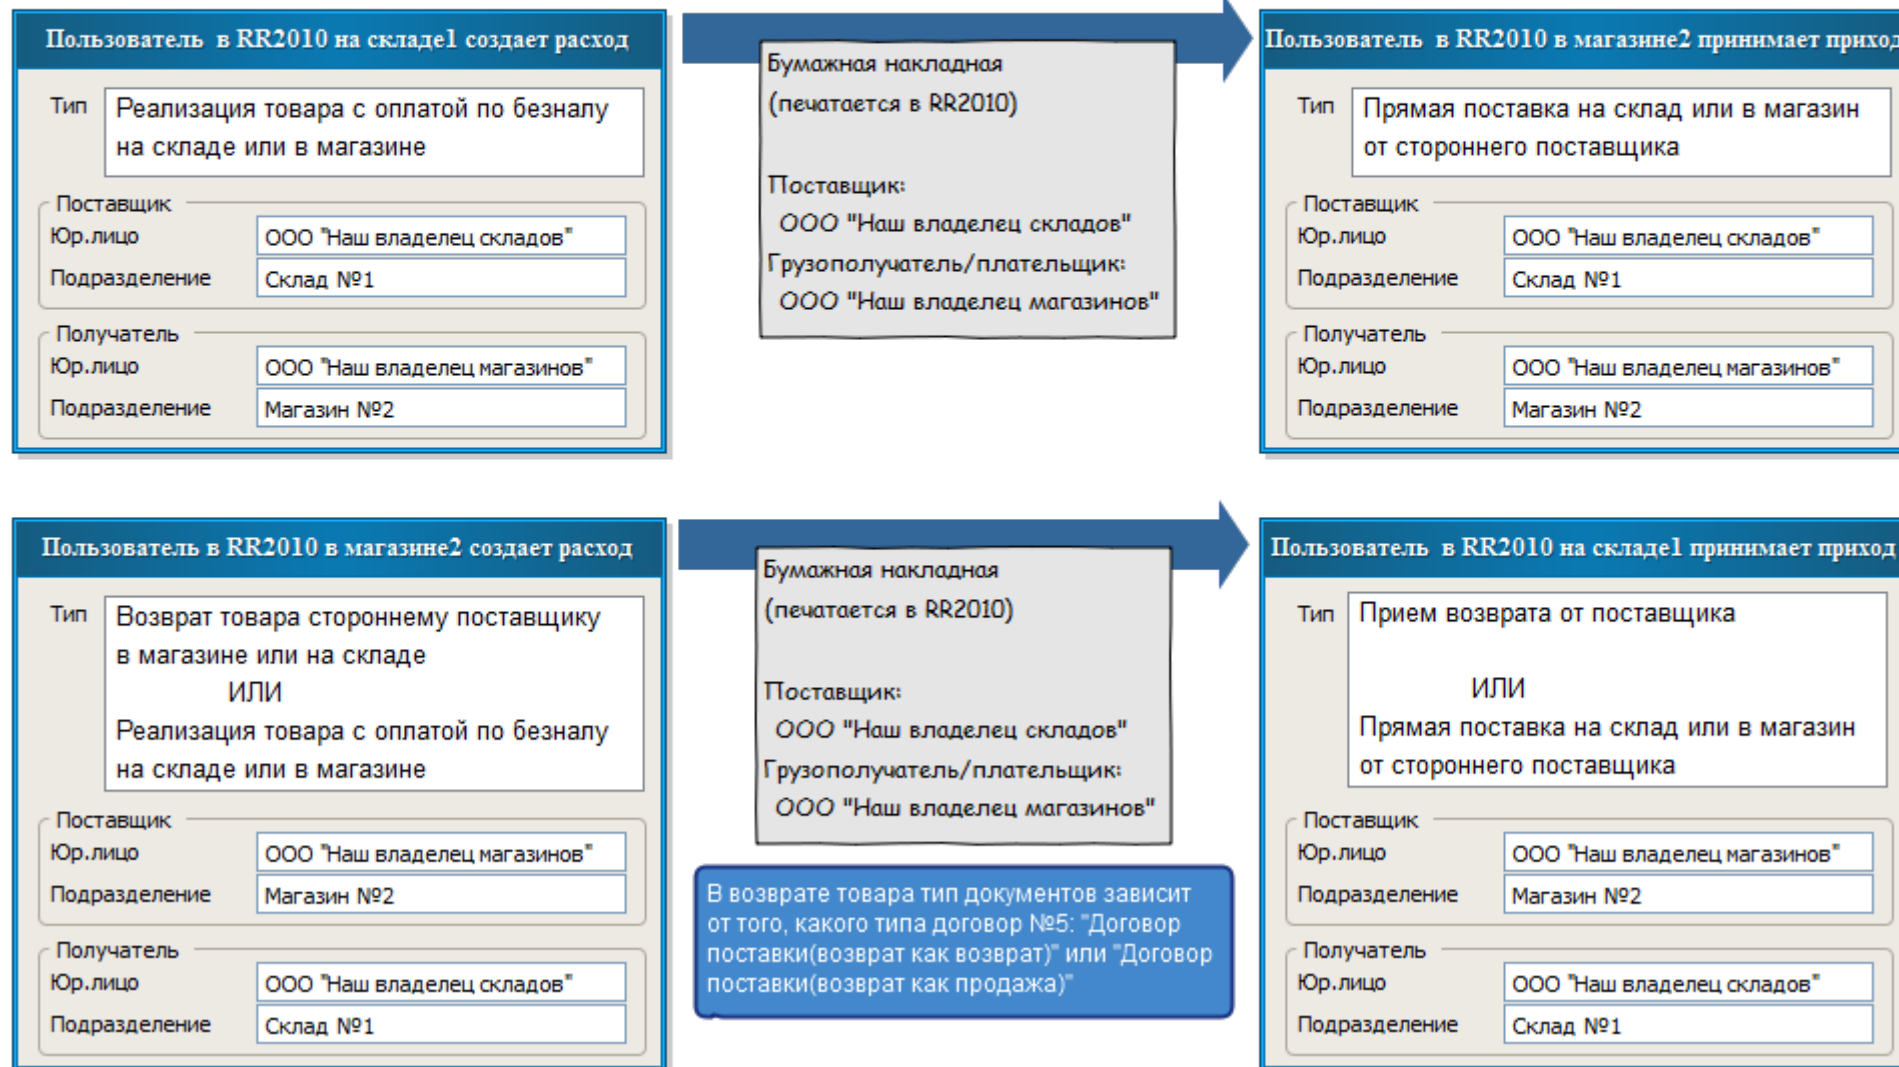 Пользователь в RR2010 на складе1 создает расход
Тип
Реализация товара с оплатой по безналу
на складе или в магазине
Поставщик
Юр.лицо
ООО "Наш владелец складов"
Подразделение
Склад №1
Получатель
Юр.лицо
ООО "Наш владелец магазинов"
Подразделение
Магазин №2
Бумажная накладная
(печатается в RR2010)
Поставщик:
ООО "Наш владелец складов"
Грузополучатель/плательщик:
ООО "Наш владелец магазинов"
Пользователь в RR2010 в магазине2 принимает приход
Тип
Прямая поставка на склад или в магазин
от стороннего поставщика
Поставщик
Юр.лицо
ООО "Наш владелец складов"
Подразделение
Склад №1
Получатель
Юр.лицо
ООО "Наш владелец магазинов"
Подразделение
Магазин №2
Пользователь в RR2010 в магазине2 создает расход
Тип
Возврат товара стороннему поставщику
в магазине или на складе
ИЛИ
Реализация товара с оплатой по безналу
на складе или в магазине
Поставщик
Юр.лицо
ООО "Наш владелец магазинов"
Подразделение
Магазин №2
Получатель
Юр.лицо
ООО "Наш владелец складов"
Подразделение
Склад №1
Бумажная накладная
(печатается в RR2010)
Поставщик:
ООО "Наш владелец складов"
Грузополучатель/плательщик:
ООО "Наш владелец магазинов"
В возврате товара тип документов зависит
от того, какого типа договор №5: "Договор
поставки(возврат как возврат)" или "Договор
поставки(возврат как продажа)"
Пользователь в RR2010 на складе1 принимает приход
Тип
Прием возврата от поставщика
ИЛИ
Прямая поставка на склад или в магазин
от стороннего поставщика
Поставщик
Юр.лицо
ООО "Наш владелец магазинов"
Подразделение
Магазин №2
Получатель
Юр.лицо
ООО "Наш владелец складов"
Подразделение
Склад №1